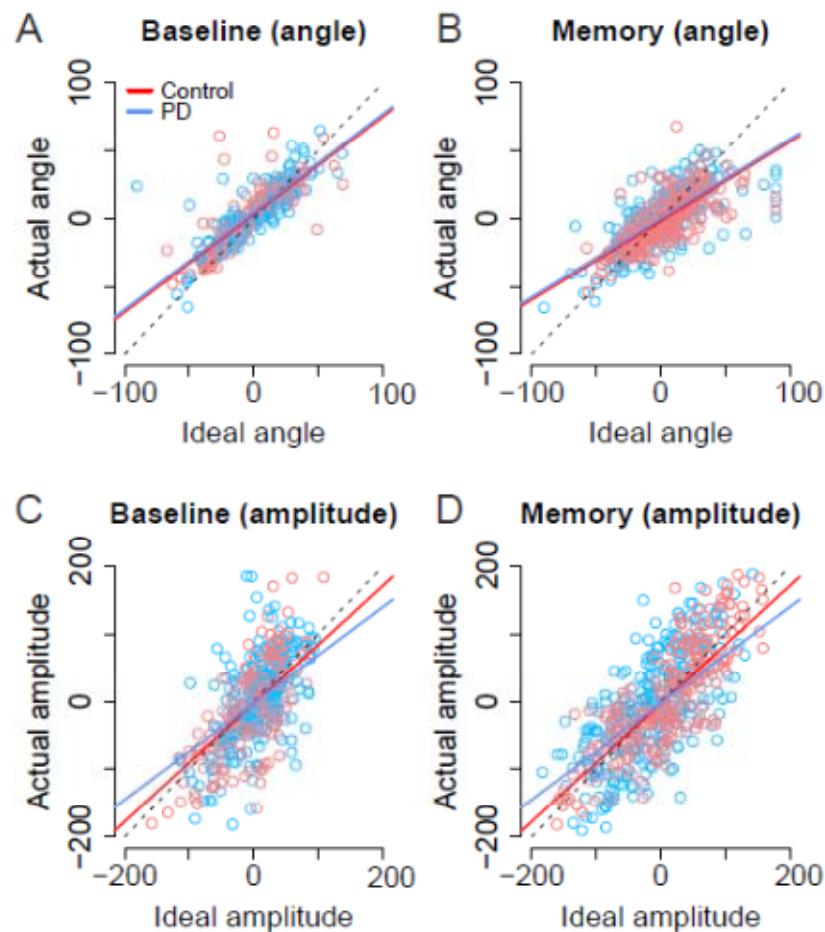 A Baseline (angle)
Control
PD
Actual angle
100
0
−100
−100 0 100
Ideal angle
B Memory (angle)
Actual angle
100
0
−100
−100 0 100
Ideal angle
C Baseline (amplitude)
Actual amplitude
200
0
−200
−200 0 200
Ideal amplitude
D Memory (amplitude)
Actual amplitude
200
0
−200
−200 0 200
Ideal amplitude